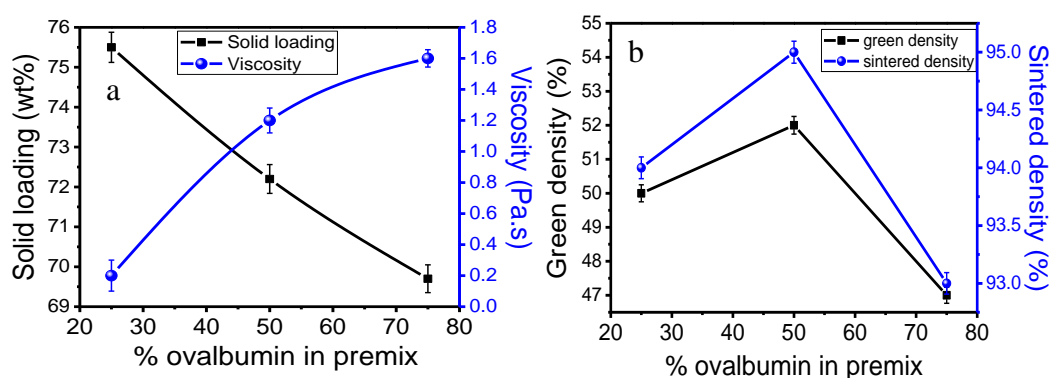 a
Solid loading
Viscosity
Solid loading (wt%)
76
75
74
73
72
71
70
69
Viscosity (Pa.s)
1.8
1.6
1.4
1.2
1.0
0.8
0.6
0.4
0.2
0.0
20 30 40 50 60 70 80
% ovalbumin in premix
b
green density
sintered density
Green density (%)
55
54
53
52
51
50
49
48
47
Sintered density (%)
95.0
94.5
94.0
93.5
93.0
20 30 40 50 60 70 80
% ovalbumin in premix